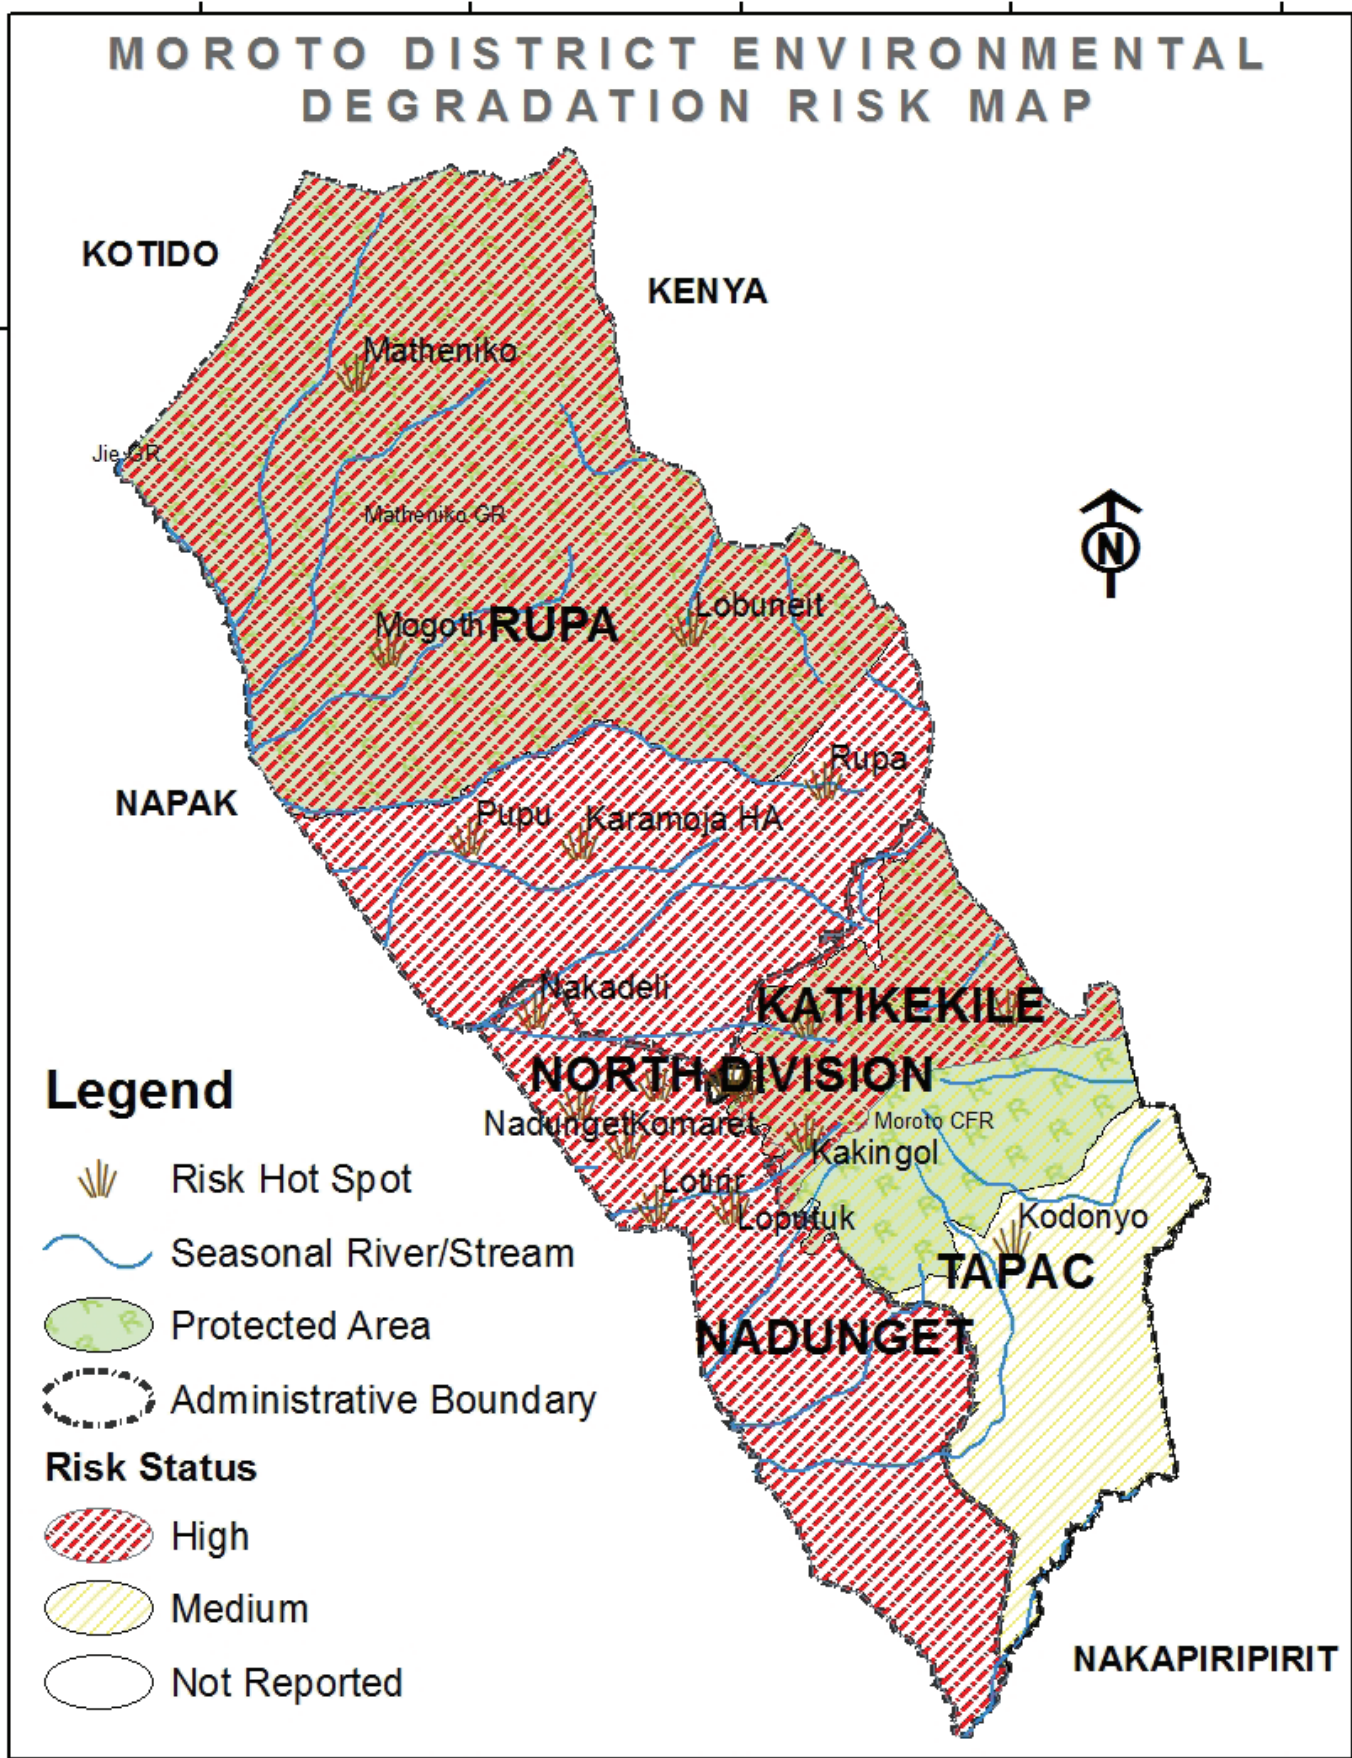 MOROTO DISTRICT ENVIRONMENTAL
DEGRADATION RISK MAP
KOTIDO
KENYA
Matheniko
Jie GR
Matheniko GR
N
Lobuneit
Mogoth
RUPA
Rupa
NAPAK
Pupu
Karamoja HA
Nakadeli
KATIKEKILE
NORTH DIVISION
Nadunget
Komaret
Moroto CFR
Kakingol
Lotirir
Loputuk
Kodonyo
TAPAC
NADUNGET
NAKAPIRIPIRIT
Legend
Risk Hot Spot
Seasonal River/Stream
Protected Area
Administrative Boundary
Risk Status
High
Medium
Not Reported